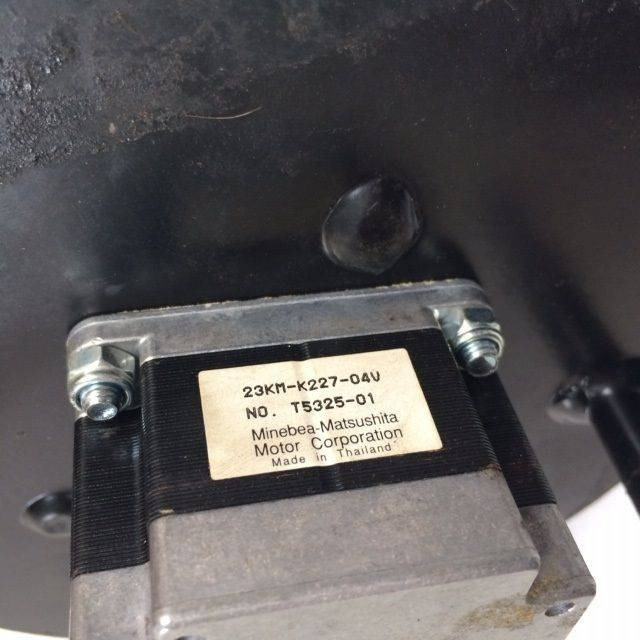 23KM-K227-04V
NO. T5325-01
Minebea-Matsushita
Motor Corporation
Made in Thailand